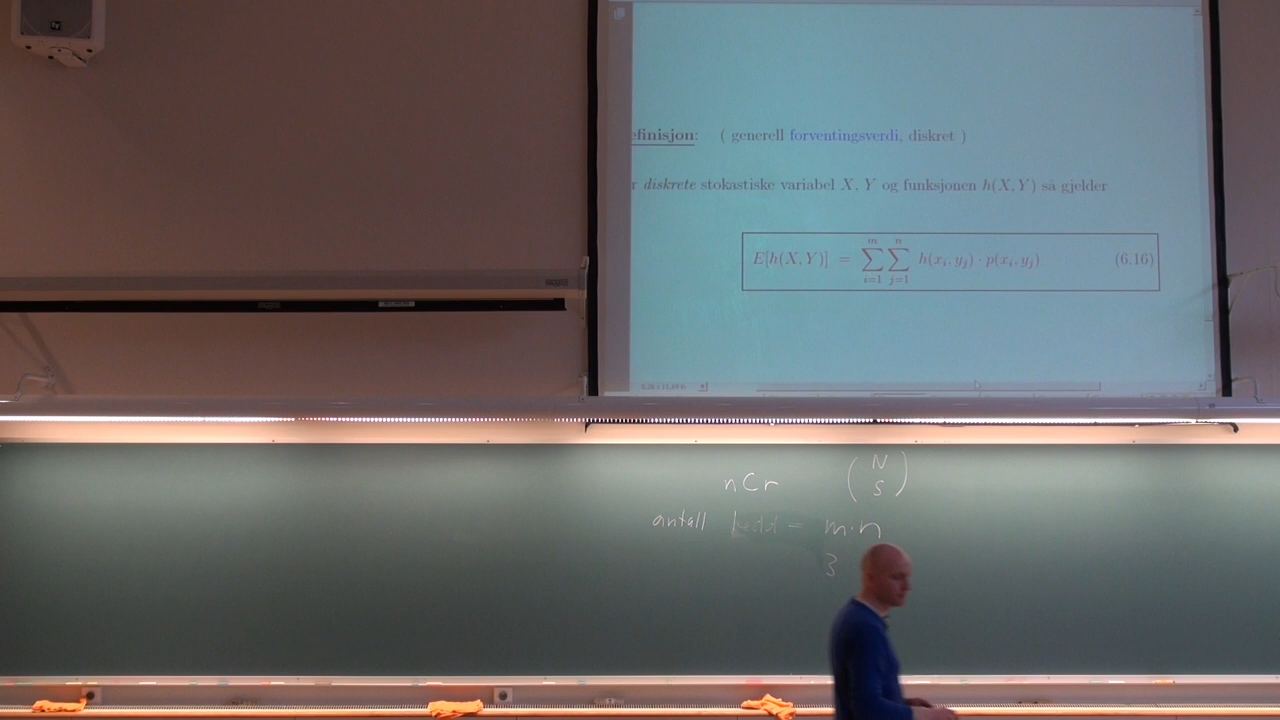 efinisjon: ( generell forventingsverdi, diskret )
r diskrete stokastiske variabel X, Y og funksjonen h(X, Y) så gjelder
E[h(X, Y)] = ∑_{i=1}^{m} ∑_{j=1}^{n} h(x_i, y_j) · p(x_i, y_j) (6.16)
nCr (N S)
antall = m·n
3